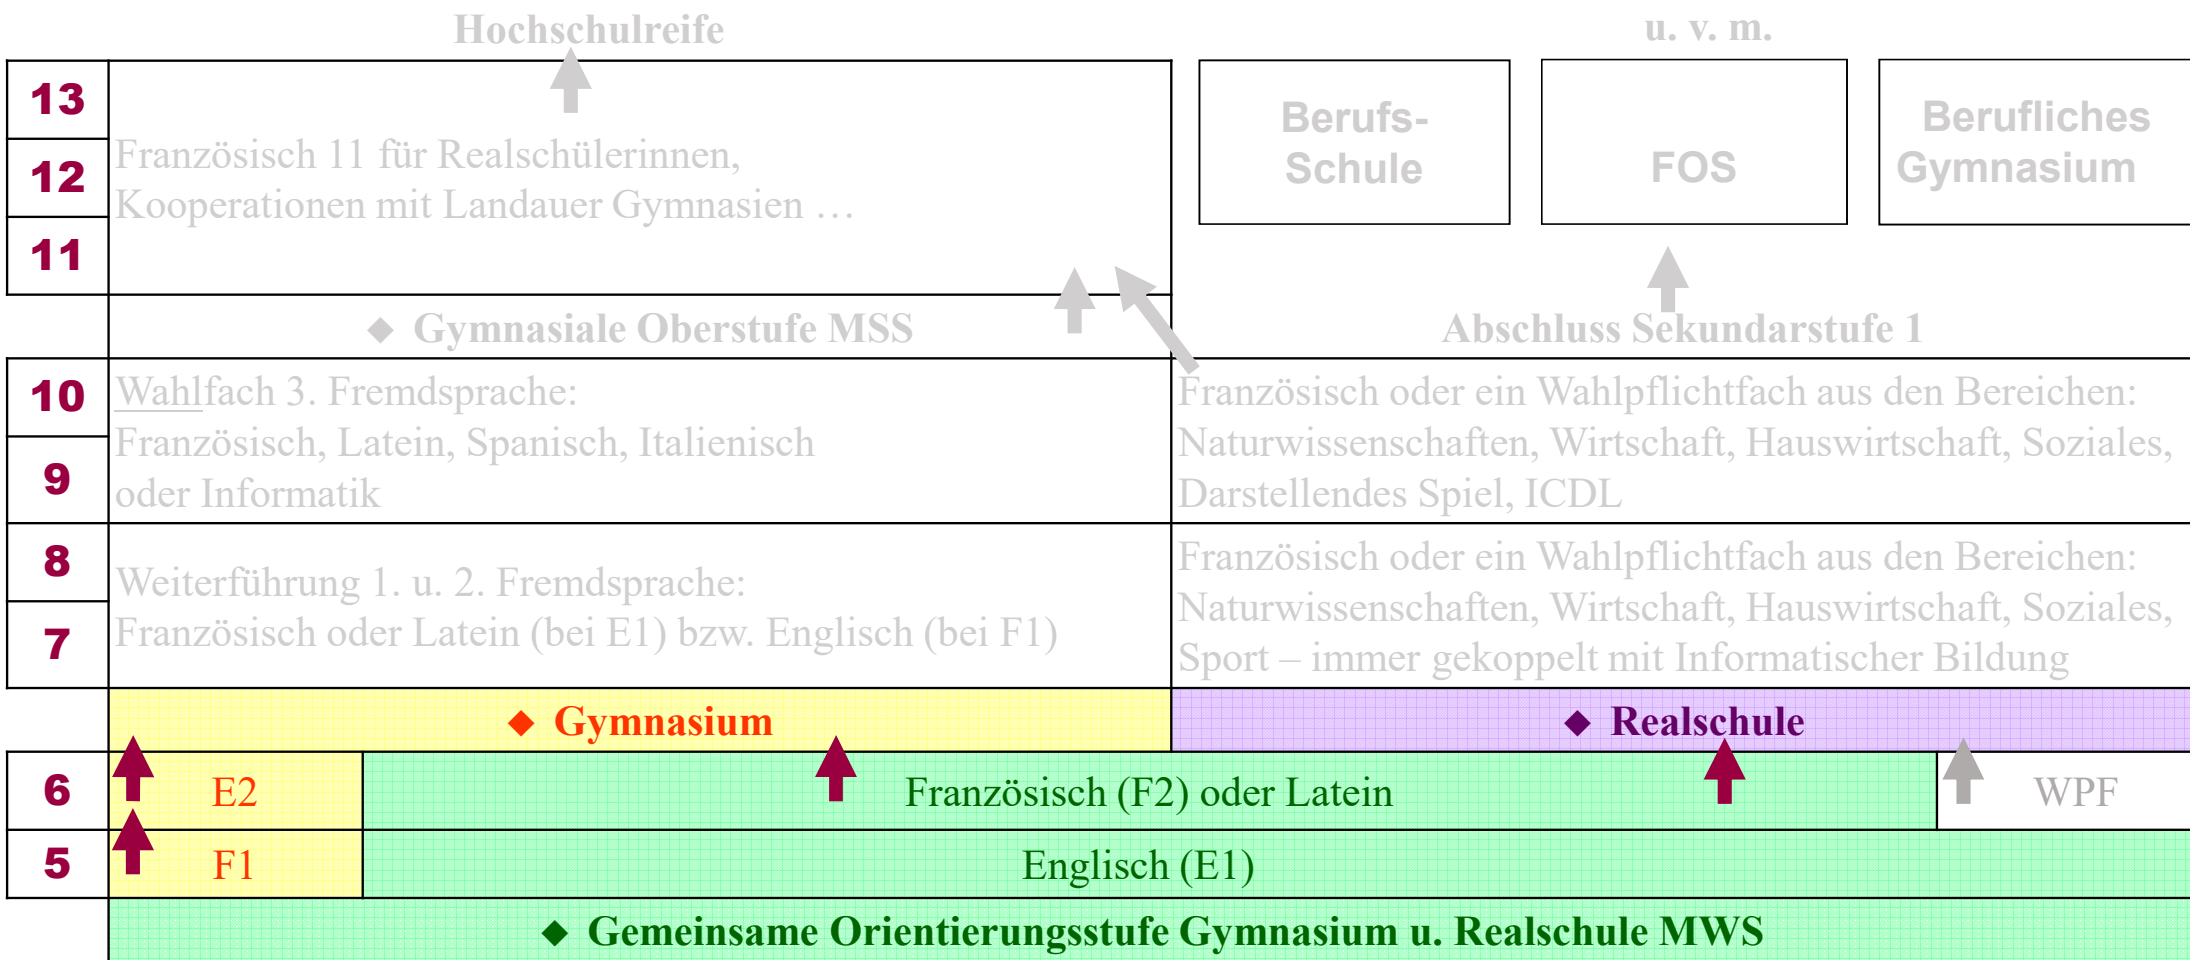 Hochschulreife
u. v. m.
13
12
11
Französisch 11 für Realschülerinnen,
Kooperationen mit Landauer Gymnasien …
Berufs-
Schule
FOS
Berufliches
Gymnasium
◆ Gymnasiale Oberstufe MSS
Abschluss Sekundarstufe 1
10
9
Wahlfach 3. Fremdsprache:
Französisch, Latein, Spanisch, Italienisch
oder Informatik
Französisch oder ein Wahlpflichtfach aus den Bereichen:
Naturwissenschaften, Wirtschaft, Hauswirtschaft, Soziales,
Darstellendes Spiel, ICDL
8
7
Weiterführung 1. u. 2. Fremdsprache:
Französisch oder Latein (bei E1) bzw. Englisch (bei F1)
Französisch oder ein Wahlpflichtfach aus den Bereichen:
Naturwissenschaften, Wirtschaft, Hauswirtschaft, Soziales,
Sport – immer gekoppelt mit Informatischer Bildung
◆ Gymnasium
◆ Realschule
6
E2
Französisch (F2) oder Latein
WPF
5
F1
Englisch (E1)
◆ Gemeinsame Orientierungsstufe Gymnasium u. Realschule MWS